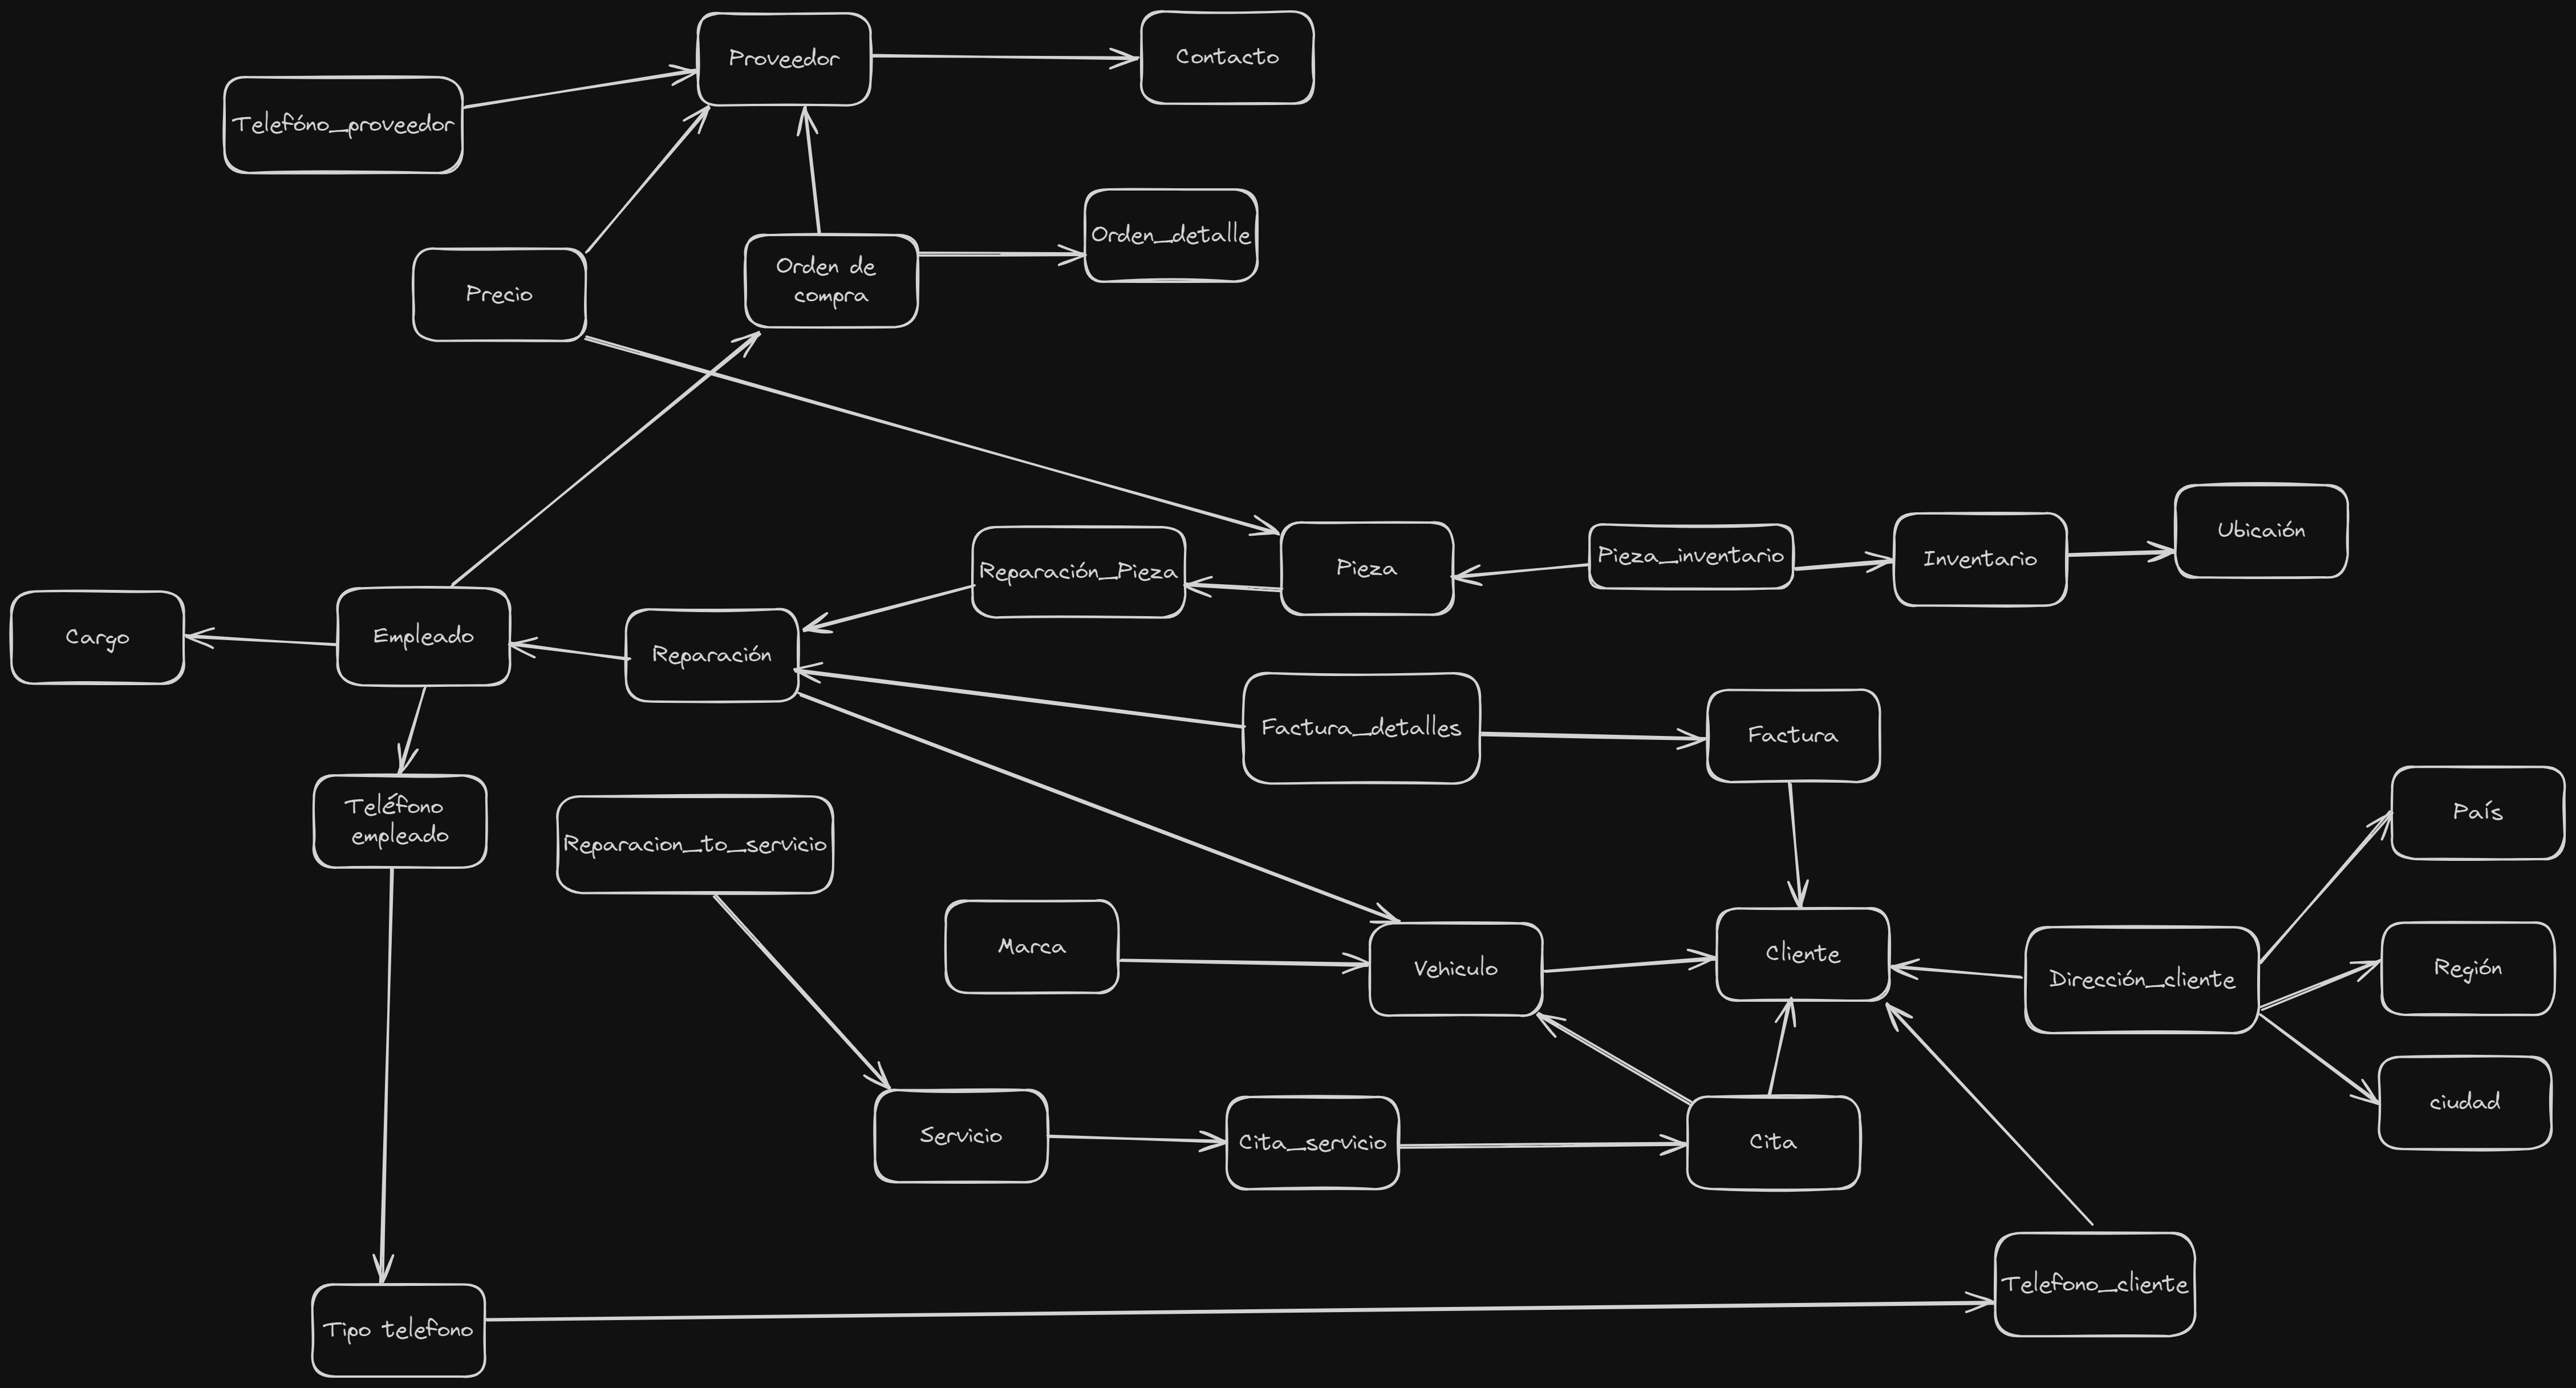 Proveedor
Contacto
Telefóno_proveedor
Orden_detalle
Precio
Orden de
compra
Ubicaión
Reparación_Pieza
Pieza
Pieza_inventario
Inventario
Cargo
Empleado
Reparación
Factura_detalles
Factura
Teléfono
empleado
Reparacion_to_servicio
País
Marca
Vehiculo
Cliente
Dirección_cliente
Región
Servicio
Cita_servicio
Cita
ciudad
Telefono_cliente
Tipo telefono